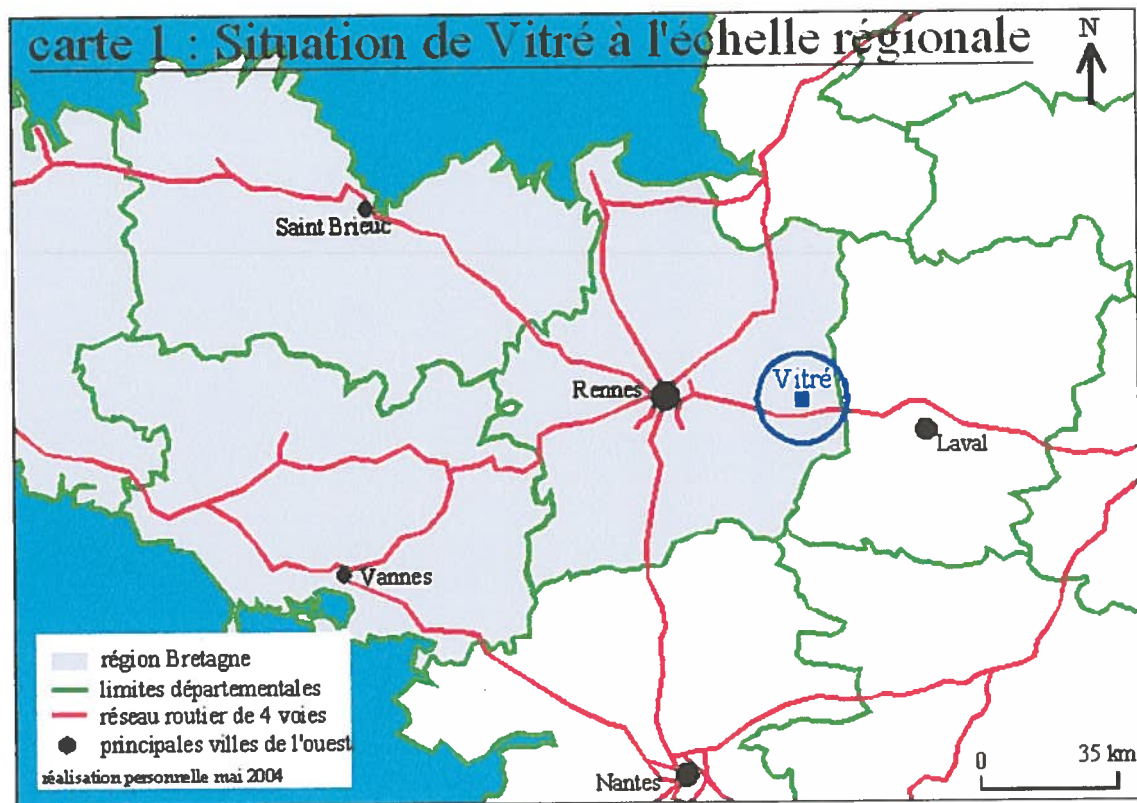 carte 1 : Situation de Vitré à l'échelle régionale
N
Saint Brieuc
Rennes
Vitré
Laval
Vannes
Nantes
région Bretagne
limites départementales
réseau routier de 4 voies
principales villes de l'ouest
réalisation personnelle mai 2004
0 35 km